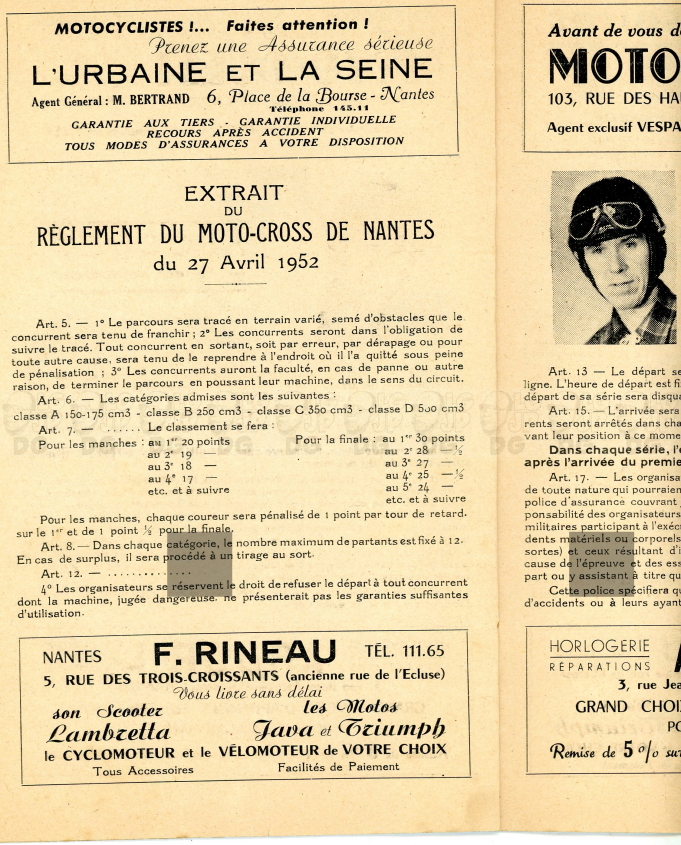 MOTOCYCLISTES !... Faites attention !
Prenez une Assurance sérieuse
L'URBAINE ET LA SEINE
Agent Général : M. BERTRAND 6, Place de la Bourse - Nantes
Téléphone 145.11
GARANTIE AUX TIERS - GARANTIE INDIVIDUELLE
RECOURS APRÈS ACCIDENT
TOUS MODES D'ASSURANCES A VOTRE DISPOSITION
EXTRAIT
DU
RÈGLEMENT DU MOTO-CROSS DE NANTES
du 27 Avril 1952
Art. 5. — 1° Le parcours sera tracé en terrain varié, semé d'obstacles que le
concurrent sera tenu de franchir ; 2° Les concurrents seront dans l'obligation de
suivre le tracé. Tout concurrent en sortant, soit par erreur, par dérapage ou pour
toute autre cause, sera tenu de le reprendre à l'endroit où il l'a quitté sous peine
de pénalisation ; 3° Les concurrents auront la faculté, en cas de panne ou autre
raison, de terminer le parcours en poussant leur machine, dans le sens du circuit.
Art. 6. — Les catégories admises sont les suivantes :
classe A 150-175 cm3 - classe B 250 cm3 - classe C 350 cm3 - classe D 500 cm3
Art. 7. — ...... Le classement se fera :
Pour les manches : au 1er 20 points
au 2e 19 —
au 3e 18 —
au 4e 17 —
etc. et à suivre
Pour la finale : au 1er 30 points
au 2e 28 —½
au 3e 27 —
au 4e 25 —½
au 5e 24 —
etc. et à suivre
Pour les manches, chaque coureur sera pénalisé de 1 point par tour de retard.
sur le 1er et de 1 point ½ pour la finale.
Art. 8. — Dans chaque catégorie, le nombre maximum de partants est fixé à 12.
En cas de surplus, il sera procédé à un tirage au sort.
Art. 12. — ..............
4° Les organisateurs se réservent le droit de refuser le départ à tout concurrent
dont la machine, jugée dangereuse. ne présenterait pas les garanties suffisantes
d'utilisation.
NANTES F. RINEAU TÉL. 111.65
5, RUE DES TROIS-CROISSANTS (ancienne rue de l'Ecluse)
Vous livre sans délai
son Scooter les Motos
Lambretta Java et Triumph
le CYCLOMOTEUR et le VÉLOMOTEUR de VOTRE CHOIX
Tous Accessoires Facilités de Paiement
Avant de vous
MOTO
103, RUE DES
Agent exclusif VESPA
Art. 13 — Le départ se
ligne. L'heure de départ est
départ de sa série sera
Art. 15. — L'arrivée sera
rents seront arrêtés dans
vant leur position à ce
Dans chaque série,
après l'arrivée du
Art. 17. — Les
de toute nature qui
police d'assurance couvrant
ponsabilité des organisateurs
militaires participant à
dents matériels ou corporels
sortes) et ceux résultant
cause de l'épreuve et des
part ou y assistant à titre
Cette police spécifiera
d'accidents ou à leurs
HORLOGERIE
RÉPARATIONS
3, rue
GRAND
Remise de 5 %